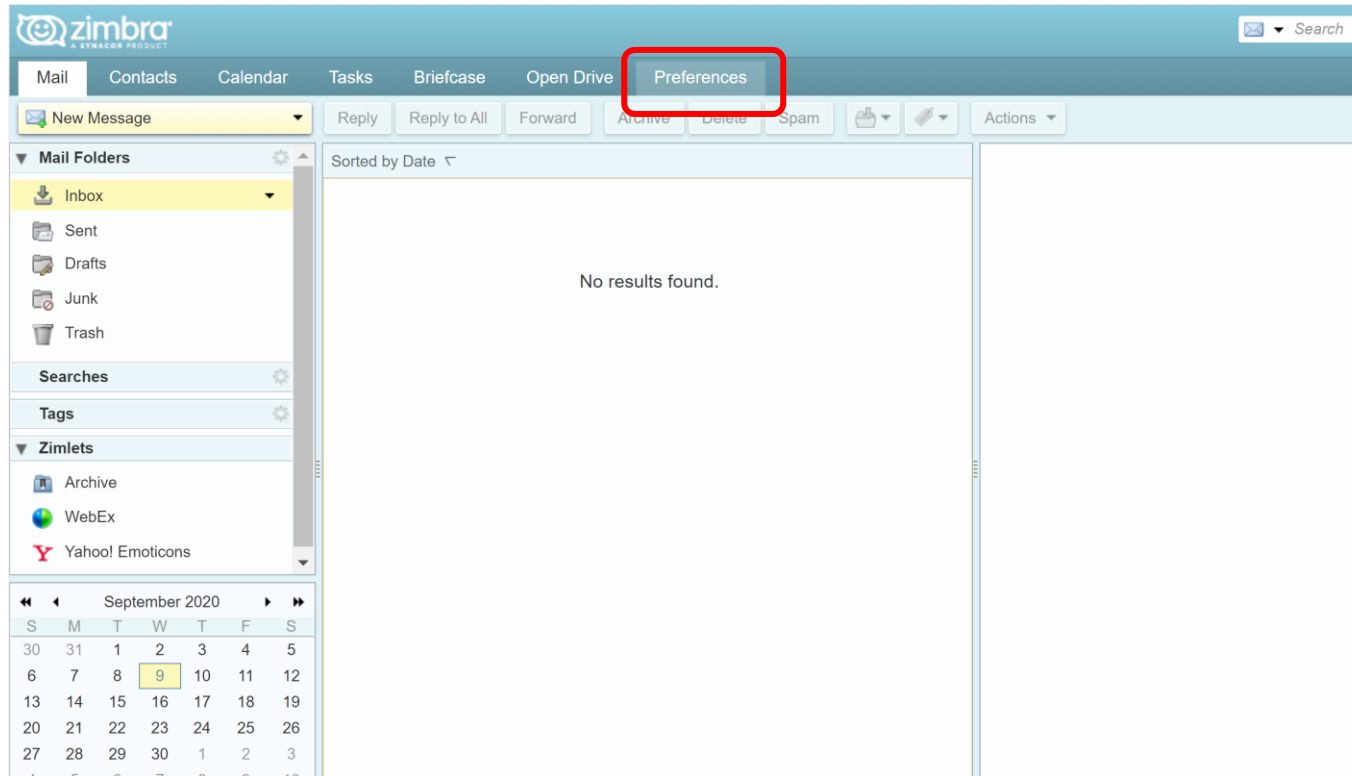 zimbra
A SYNACOR PRODUCT
Search
Mail Contacts Calendar Tasks Briefcase Open Drive Preferences
New Message
Reply Reply to All Forward Archive Delete Spam Actions
Mail Folders
Sorted by Date
Inbox
Sent
Drafts
Junk
Trash
No results found.
Searches
Tags
Zimlets
Archive
WebEx
Yahoo! Emoticons
September 2020
S M T W T F S
30 31 1 2 3 4 5
6 7 8 9 10 11 12
13 14 15 16 17 18 19
20 21 22 23 24 25 26
27 28 29 30 1 2 3